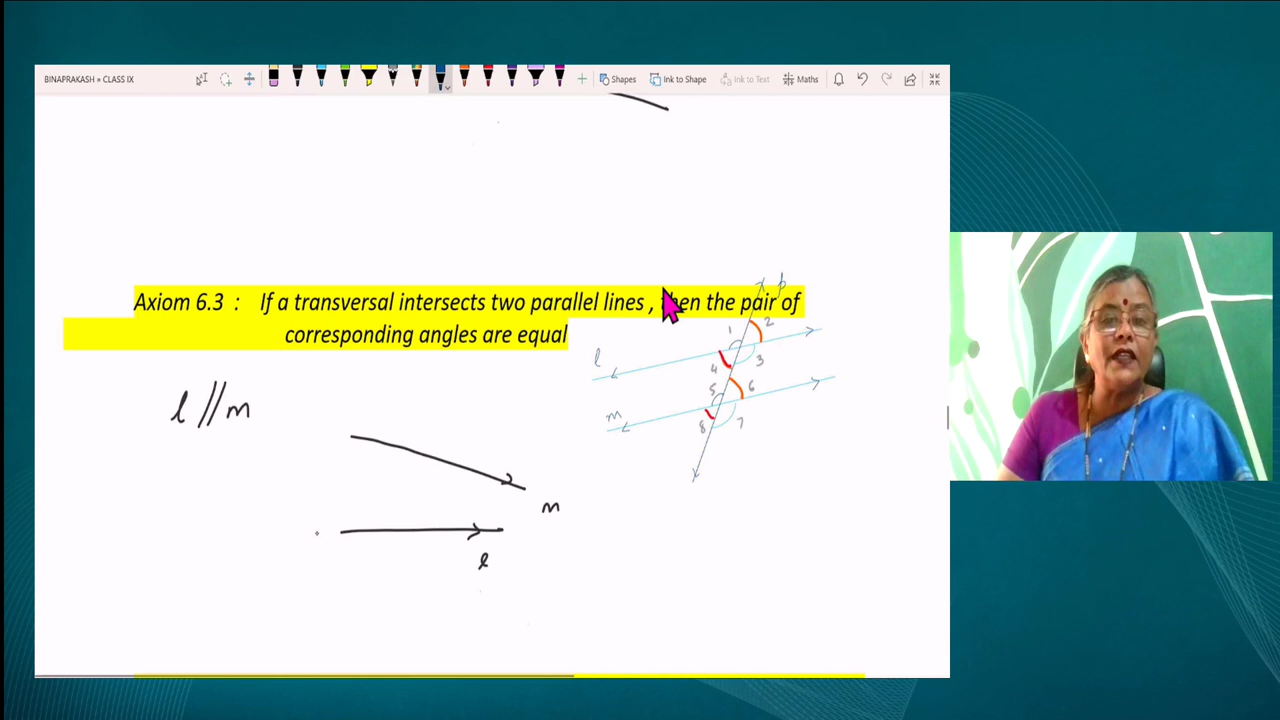 BINAPRAKASH » CLASS IX
Shapes
Ink to Shape
Ink to Text
Maths
Axiom 6.3 : If a transversal intersects two parallel lines , then the pair of
corresponding angles are equal
p
1 2
l 4 3
5 6
m 8 7
l // m
m
l